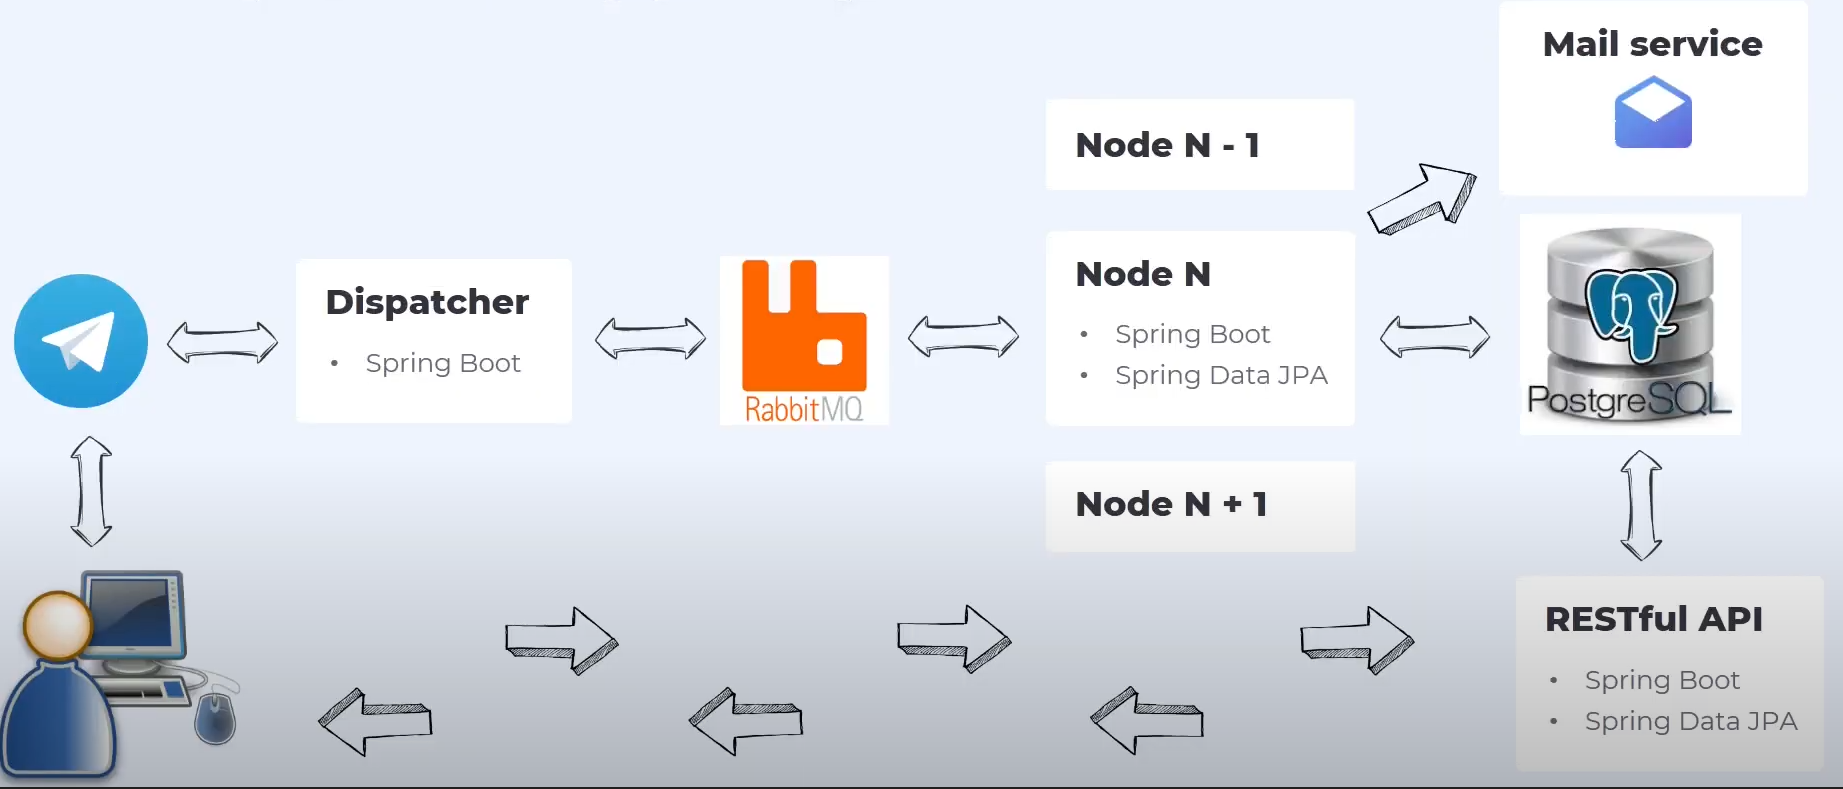 Mail service
Node N - 1
Node N
• Spring Boot
• Spring Data JPA
Dispatcher
• Spring Boot
RabbitMQ
PostgreSQL
Node N + 1
RESTful API
• Spring Boot
• Spring Data JPA